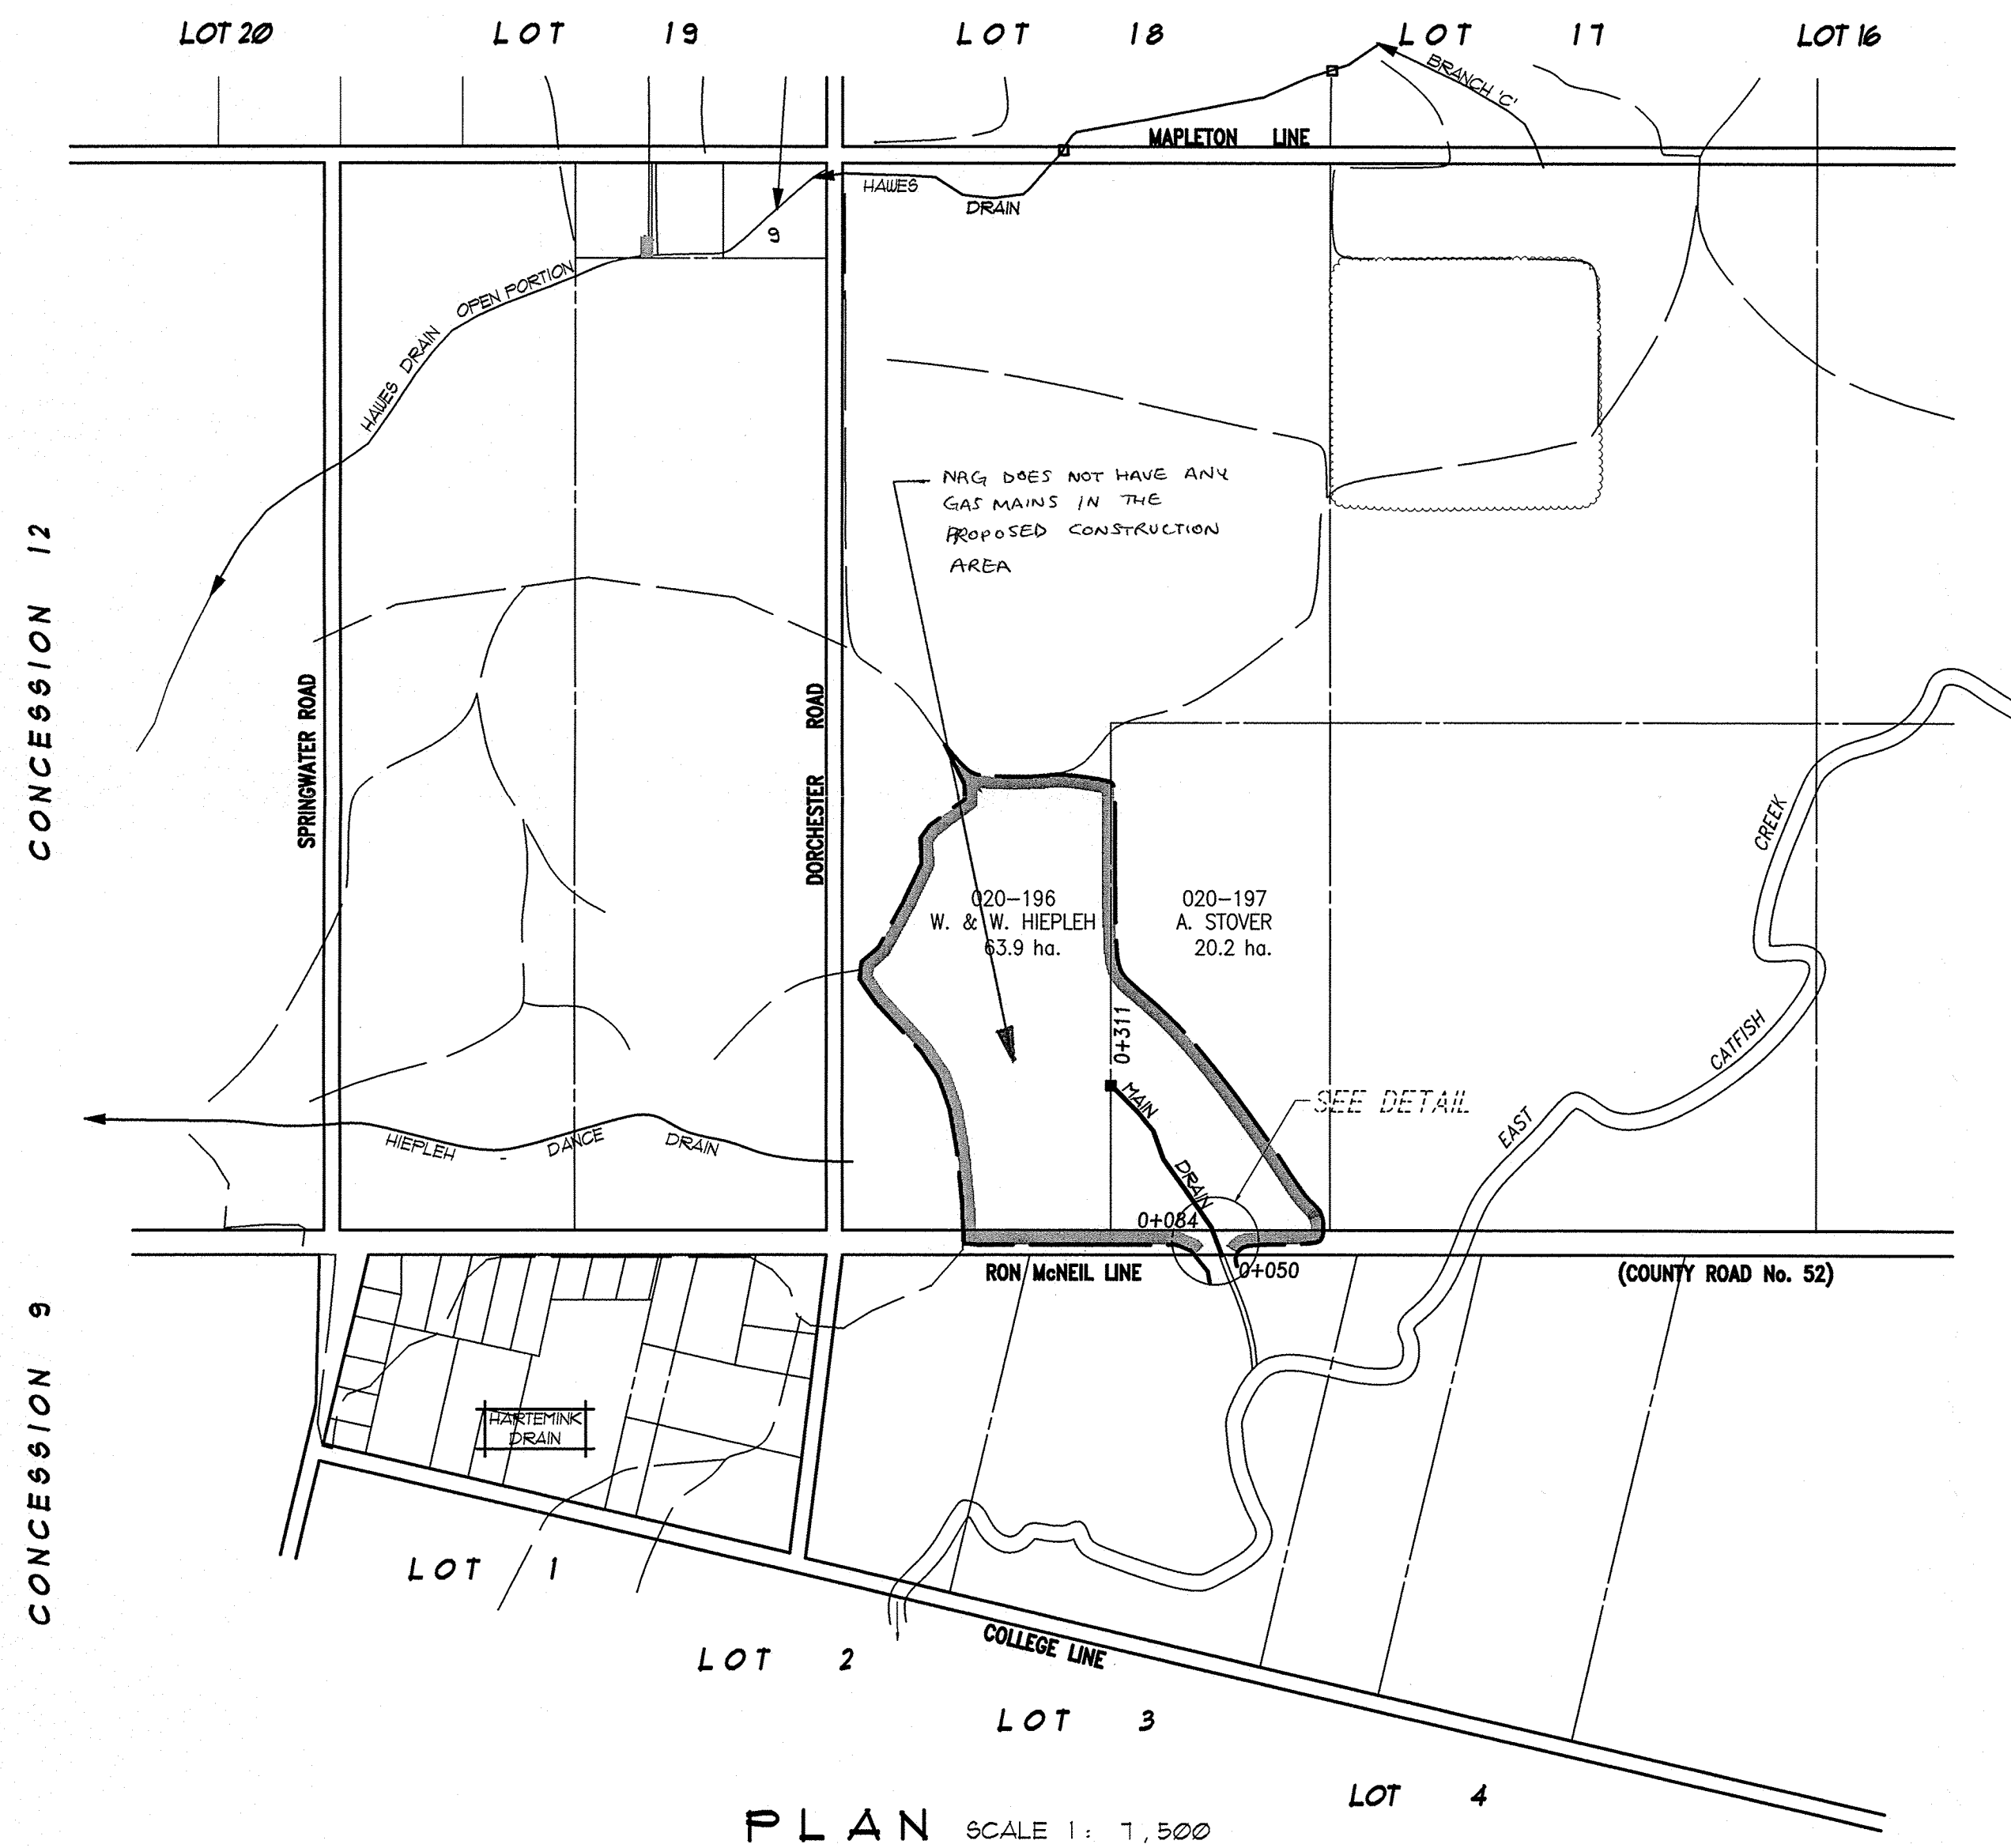 LOT 20
LOT 19
LOT 18
LOT 17
LOT 16
BRANCH 'C'
MAPLETON LINE
HAWES
DRAIN
9
HAWES DRAIN OPEN PORTION
NRG DOES NOT HAVE ANY
GAS MAINS IN THE
PROPOSED CONSTRUCTION
AREA
CONCESSION 12
SPRINGWATER ROAD
DORCHESTER ROAD
CREEK
020-196
W. & W. HIEPLEH
63.9 ha.
020-197
A. STOVER
20.2 ha.
0+311
MAIN
DRAIN
SEE DETAIL
CATFISH
EAST
HIEPLEH - DANCE DRAIN
0+084
0+050
RON McNEIL LINE
(COUNTY ROAD No. 52)
CONCESSION 9
HARTEMINK
DRAIN
LOT 1
LOT 2
COLLEGE LINE
LOT 3
LOT 4
PLAN SCALE 1: 7,500